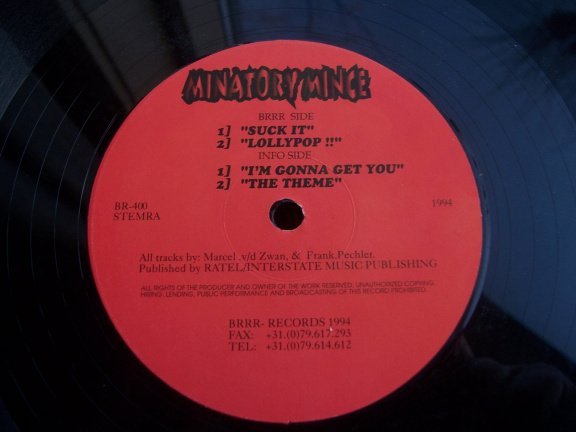 MINATORY MINCE
BRRR SIDE
1] "SUCK IT"
2] "LOLLYPOP !!"
INFO SIDE
1] "I'M GONNA GET YOU"
2] "THE THEME"
BR-400
STEMRA
1994
All tracks by: Marcel .v/d Zwan, & Frank.Pechler.
Published by RATEL/INTERSTATE MUSIC PUBLISHING
ALL RIGHTS OF THE PRODUCER AND OWNER OF THE WORK RESERVED, UNAUTHORIZED COPYING,
HIRING, LENDING, PUBLIC PERFORMANCE AND BROADCASTING OF THIS RECORD PROHIBITED.
BRRR- RECORDS 1994
FAX: +31.(0)79.617.293
TEL: +31.(0)79.614.612